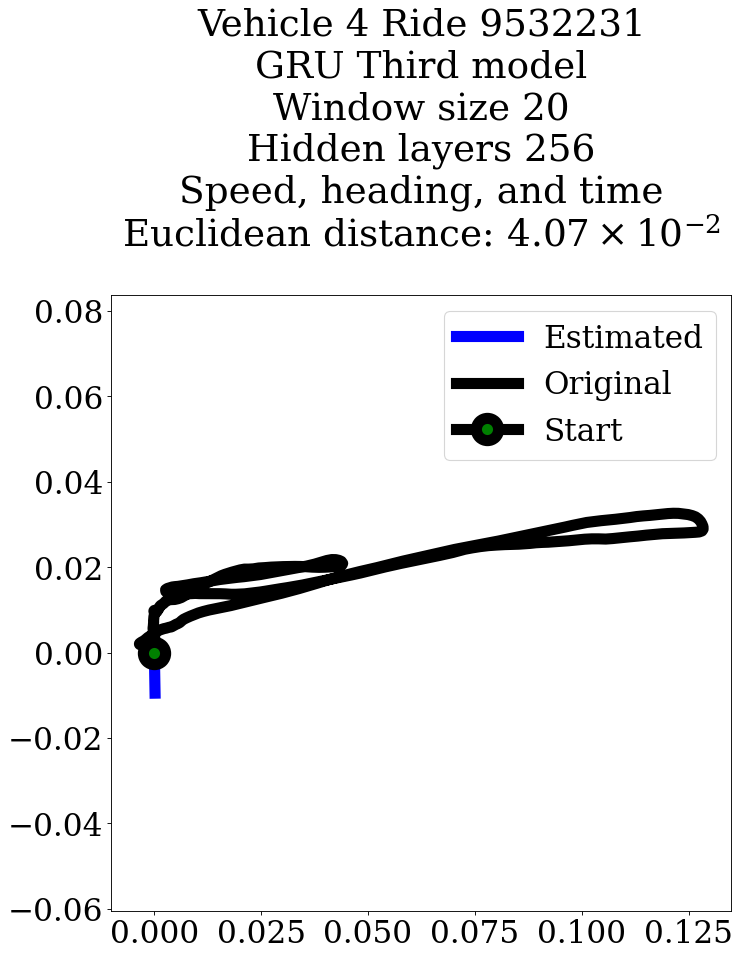 Vehicle 4 Ride 9532231
GRU Third model
Window size 20
Hidden layers 256
Speed, heading, and time
Euclidean distance: 4.07 × 10⁻²
0.08
0.06
0.04
0.02
0.00
−0.02
−0.04
−0.06
Estimated
Original
Start
0.000 0.025 0.050 0.075 0.100 0.125